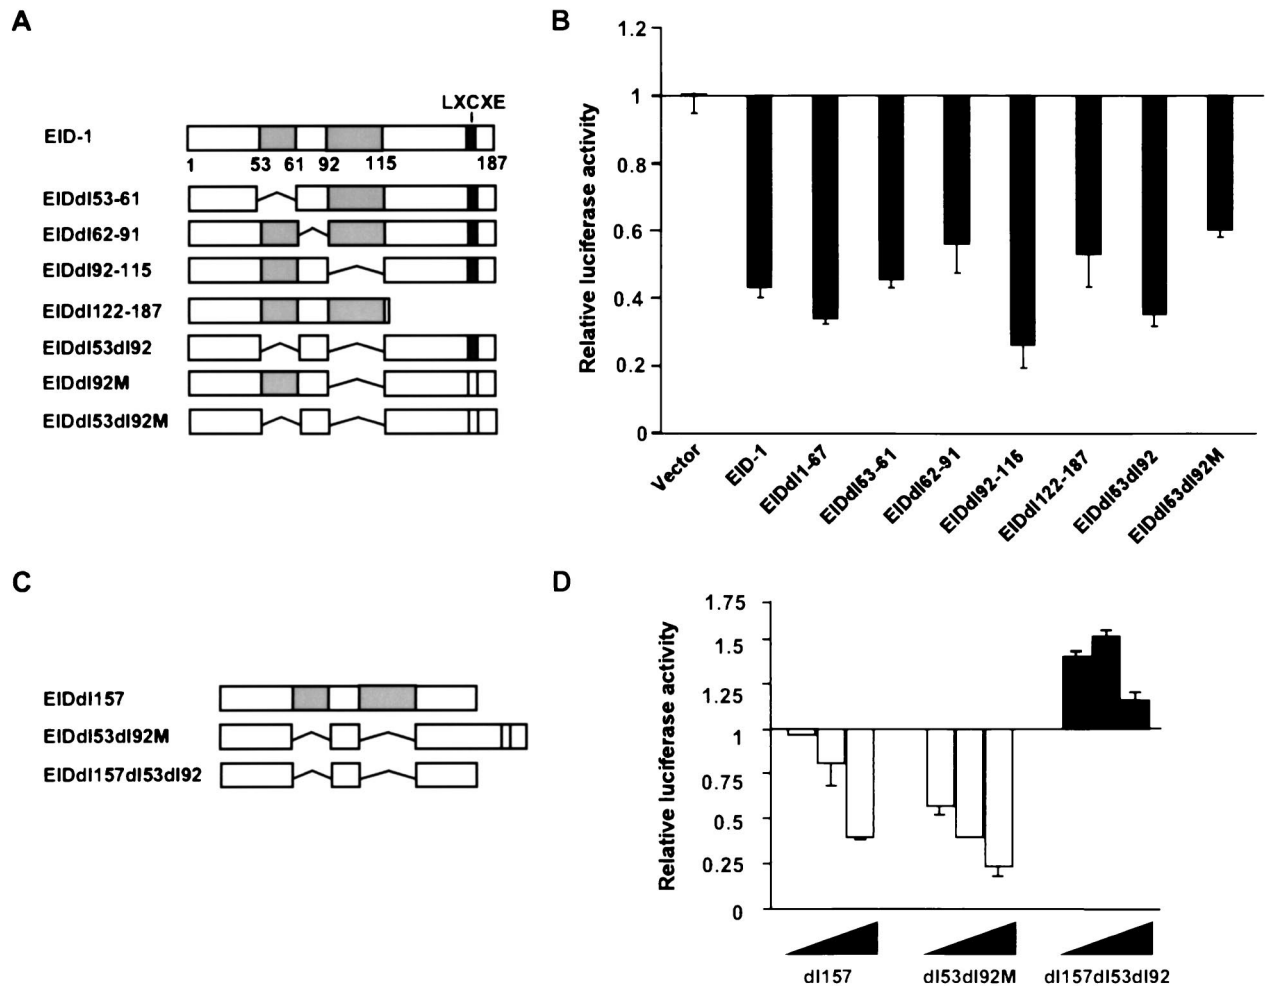 A
LXCXE
EID-1
1 53 61 92 115 187
EIDdl53-61
EIDdl62-91
EIDdl92-115
EIDdl122-187
EIDdl53dl92
EIDdl92M
EIDdl53dl92M
B
Relative luciferase activity
1.2
1
0.8
0.6
0.4
0.2
0
Vector
EID-1
EIDdl1-67
EIDdl53-61
EIDdl62-91
EIDdl92-115
EIDdl122-187
EIDdl53dl92
EIDdl53dl92M
C
EIDdl157
EIDdl53dl92M
EIDdl157dl53dl92
D
Relative luciferase activity
1.75
1.5
1.25
1
0.75
0.5
0.25
0
dl157 dl53dl92M dl157dl53dl92